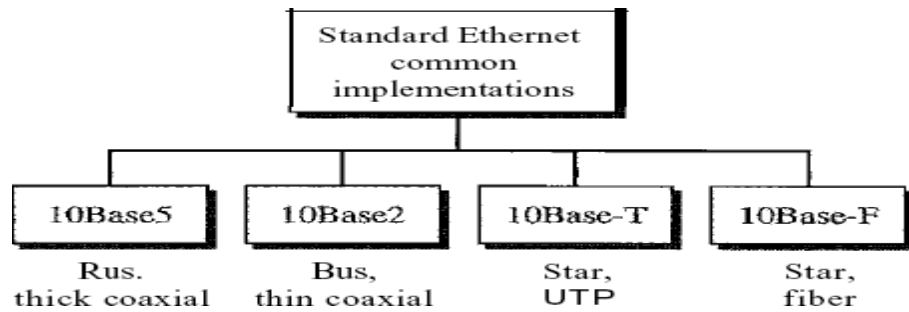 Standard Ethernet
common
implementations
10Base5
10Base2
10Base-T
10Base-F
Rus.
thick coaxial
Bus,
thin coaxial
Star,
UTP
Star,
fiber